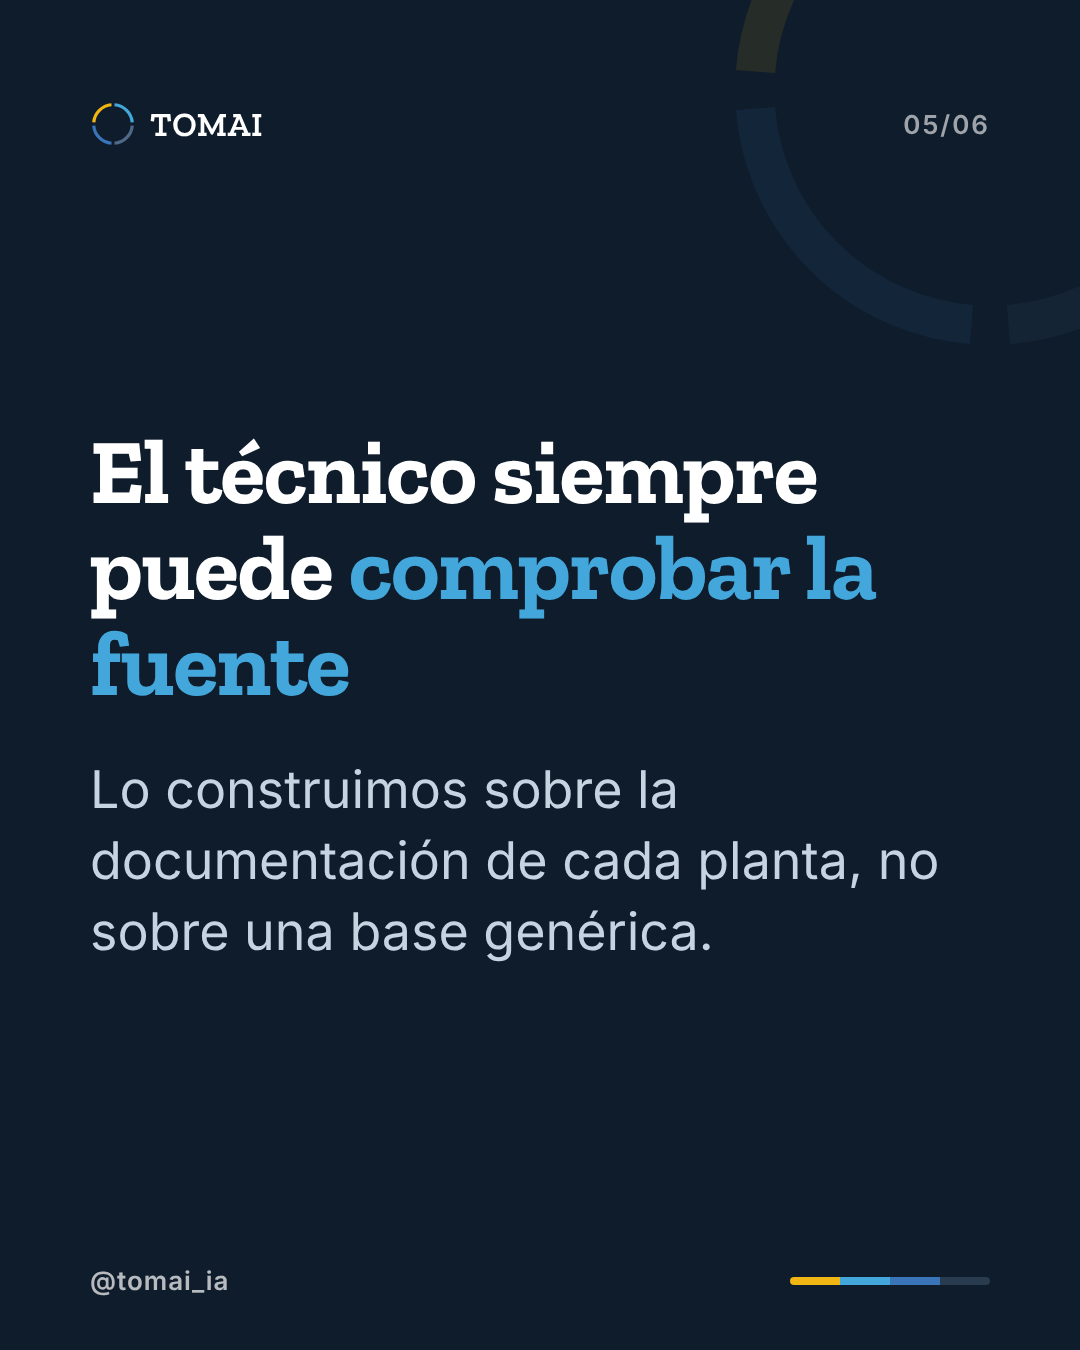 TOMAI
05/06
El técnico siempre
puede comprobar la
fuente
Lo construimos sobre la
documentación de cada planta, no
sobre una base genérica.
@tomai_ia